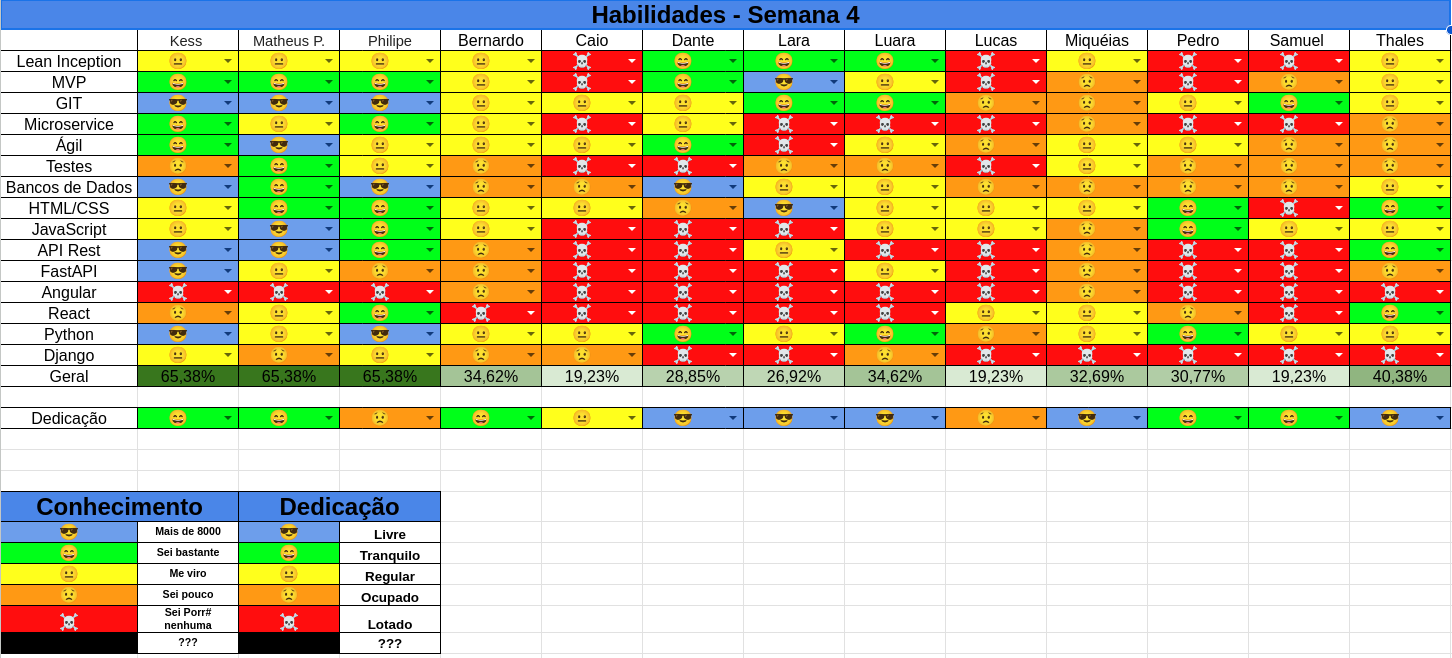 Habilidades - Semana 4
Kess Matheus P. Philipe Bernardo Caio Dante Lara Luara Lucas Miquéias Pedro Samuel Thales
Lean Inception
MVP
GIT
Microservice
Ágil
Testes
Bancos de Dados
HTML/CSS
JavaScript
API Rest
FastAPI
Angular
React
Python
Django
Geral 65,38% 65,38% 65,38% 34,62% 19,23% 28,85% 26,92% 34,62% 19,23% 32,69% 30,77% 19,23% 40,38%
Dedicação
Conhecimento Dedicação
Mais de 8000 Livre
Sei bastante Tranquilo
Me viro Regular
Sei pouco Ocupado
Sei Porr#
nenhuma Lotado
??? ???